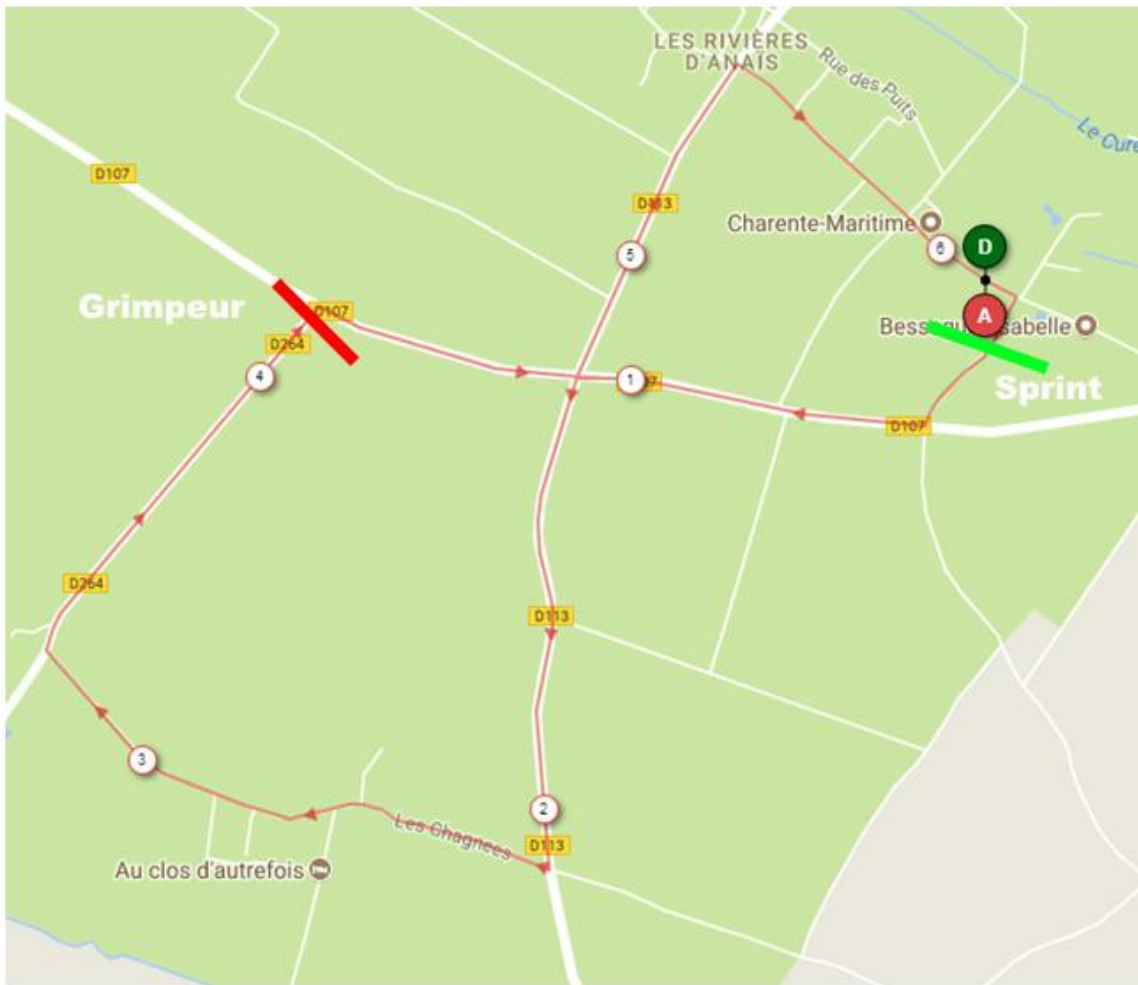 LES RIVIÈRES
D'ANAÏS
Rue des Puits
Le Cure
D107
D113
Charente-Maritime
6
D
5
Grimpeur
D107
A
D264
Sprint
4
1
D107
D264
D113
3
2
Les Chagnees
D113
Au clos d'autrefois